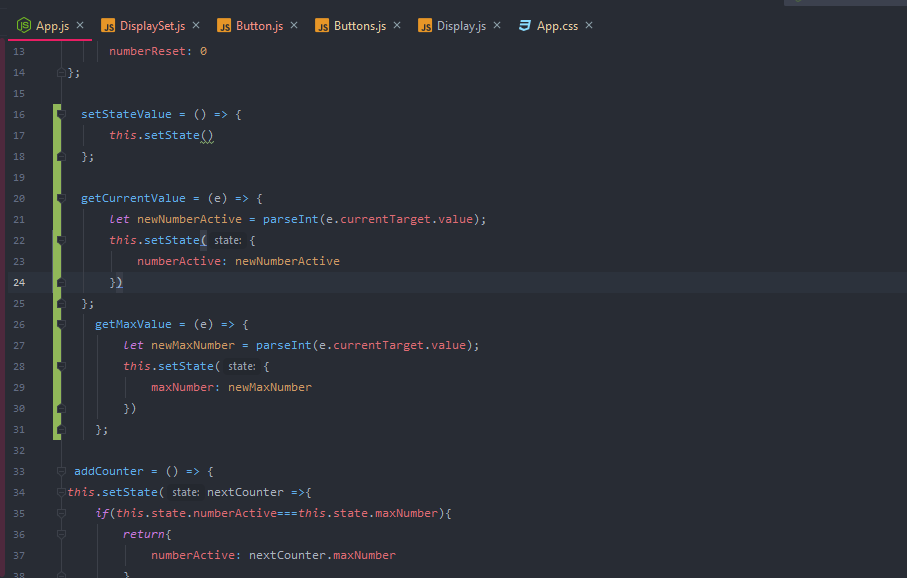 App.js × JS DisplaySet.js × JS Button.js × JS Buttons.js × JS Display.js × App.css ×
13 numberReset: 0
14 };
15
16 setStateValue = () => {
17 this.setState()
18 };
19
20 getCurrentValue = (e) => {
21 let newNumberActive = parseInt(e.currentTarget.value);
22 this.setState( state: {
23 numberActive: newNumberActive
24 })
25 };
26 getMaxValue = (e) => {
27 let newMaxNumber = parseInt(e.currentTarget.value);
28 this.setState( state: {
29 maxNumber: newMaxNumber
30 })
31 };
32
33 addCounter = () => {
34 this.setState( state: nextCounter =>{
35 if(this.state.numberActive===this.state.maxNumber){
36 return{
37 numberActive: nextCounter.maxNumber
38 }